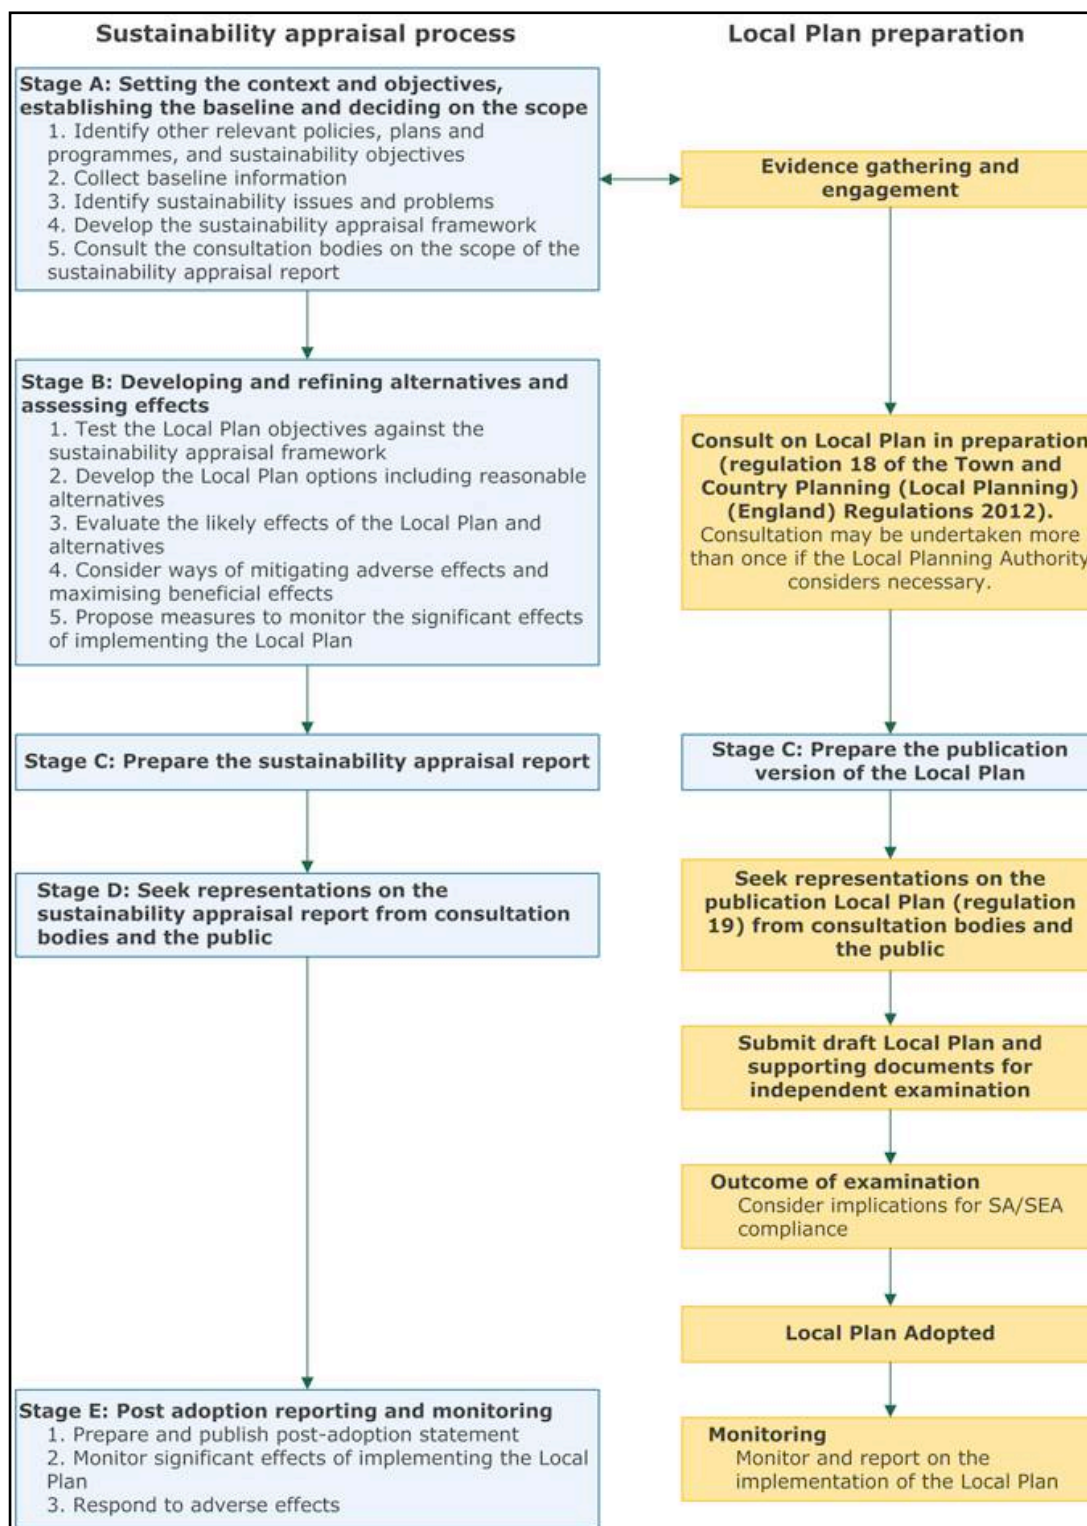 Sustainability appraisal process
Local Plan preparation
Stage A: Setting the context and objectives,
establishing the baseline and deciding on the scope
1. Identify other relevant policies, plans and
programmes, and sustainability objectives
2. Collect baseline information
3. Identify sustainability issues and problems
4. Develop the sustainability appraisal framework
5. Consult the consultation bodies on the scope of the
sustainability appraisal report
Evidence gathering and
engagement
Stage B: Developing and refining alternatives and
assessing effects
1. Test the Local Plan objectives against the
sustainability appraisal framework
2. Develop the Local Plan options including reasonable
alternatives
3. Evaluate the likely effects of the Local Plan and
alternatives
4. Consider ways of mitigating adverse effects and
maximising beneficial effects
5. Propose measures to monitor the significant effects
of implementing the Local Plan
Consult on Local Plan in preparation
(regulation 18 of the Town and
Country Planning (Local Planning)
(England) Regulations 2012).
Consultation may be undertaken more
than once if the Local Planning Authority
considers necessary.
Stage C: Prepare the sustainability appraisal report
Stage C: Prepare the publication
version of the Local Plan
Stage D: Seek representations on the
sustainability appraisal report from consultation
bodies and the public
Seek representations on the
publication Local Plan (regulation
19) from consultation bodies and
the public
Submit draft Local Plan and
supporting documents for
independent examination
Outcome of examination
Consider implications for SA/SEA
compliance
Local Plan Adopted
Stage E: Post adoption reporting and monitoring
1. Prepare and publish post-adoption statement
2. Monitor significant effects of implementing the Local
Plan
3. Respond to adverse effects
Monitoring
Monitor and report on the
implementation of the Local Plan